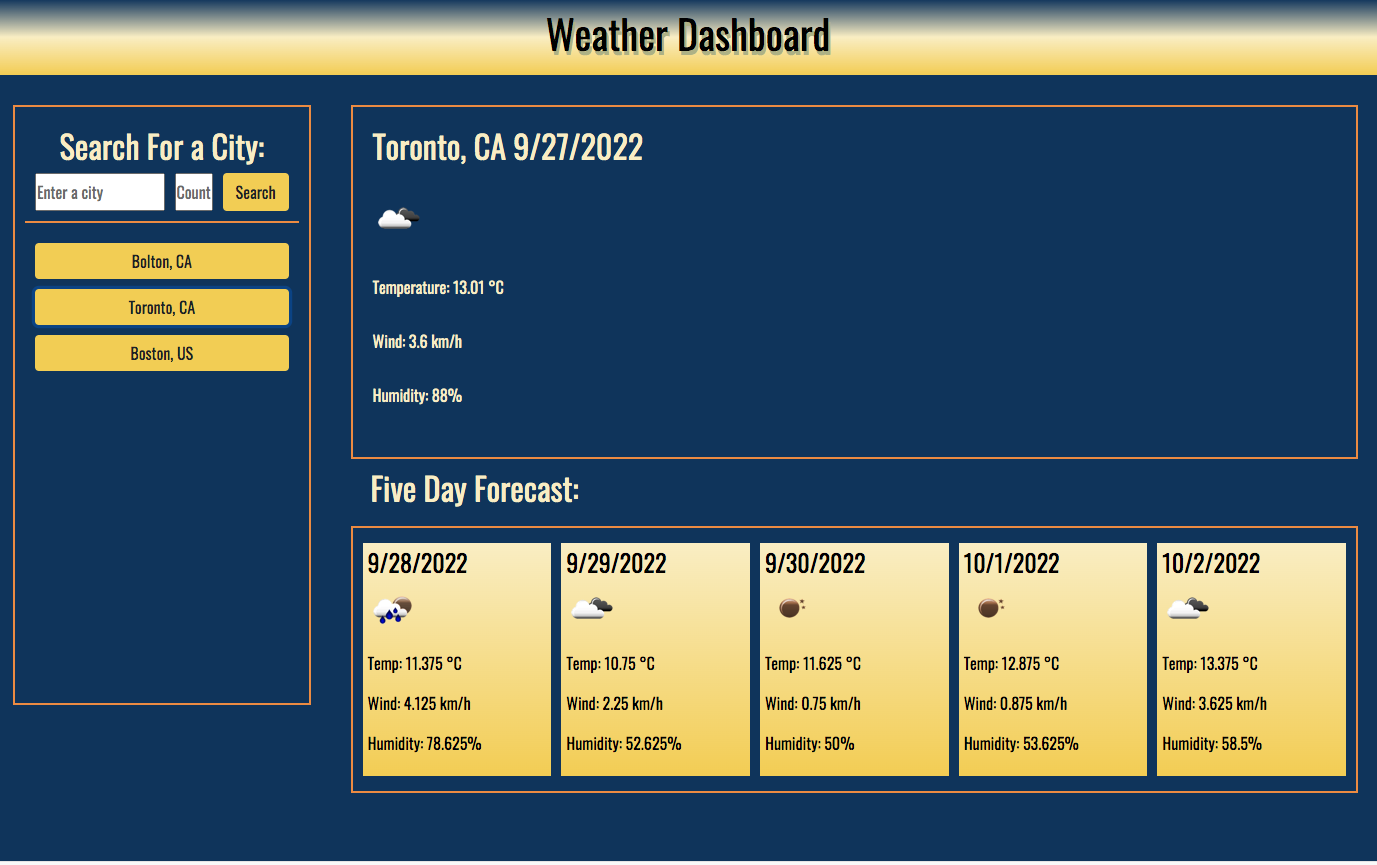 Weather Dashboard
Search For a City:
Enter a city
Count
Search
Bolton, CA
Toronto, CA
Boston, US
Toronto, CA 9/27/2022
Temperature: 13.01 °C
Wind: 3.6 km/h
Humidity: 88%
Five Day Forecast:
9/28/2022
Temp: 11.375 °C
Wind: 4.125 km/h
Humidity: 78.625%
9/29/2022
Temp: 10.75 °C
Wind: 2.25 km/h
Humidity: 52.625%
9/30/2022
Temp: 11.625 °C
Wind: 0.75 km/h
Humidity: 50%
10/1/2022
Temp: 12.875 °C
Wind: 0.875 km/h
Humidity: 53.625%
10/2/2022
Temp: 13.375 °C
Wind: 3.625 km/h
Humidity: 58.5%